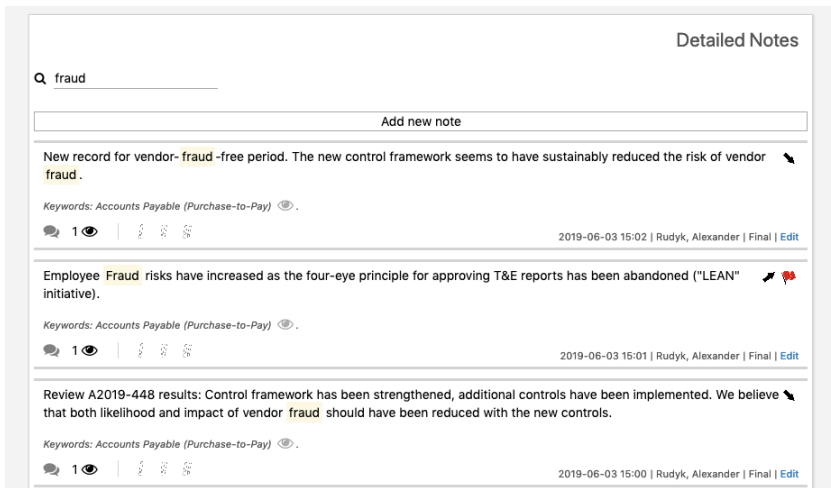 Detailed Notes
fraud
Add new note
New record for vendor-fraud-free period. The new control framework seems to have sustainably reduced the risk of vendor
fraud.
Keywords: Accounts Payable (Purchase-to-Pay) .
1
2019-06-03 15:02 | Rudyk, Alexander | Final | Edit
Employee Fraud risks have increased as the four-eye principle for approving T&E reports has been abandoned ("LEAN"
initiative).
Keywords: Accounts Payable (Purchase-to-Pay) .
1
2019-06-03 15:01 | Rudyk, Alexander | Final | Edit
Review A2019-448 results: Control framework has been strengthened, additional controls have been implemented. We believe
that both likelihood and impact of vendor fraud should have been reduced with the new controls.
Keywords: Accounts Payable (Purchase-to-Pay) .
1
2019-06-03 15:00 | Rudyk, Alexander | Final | Edit